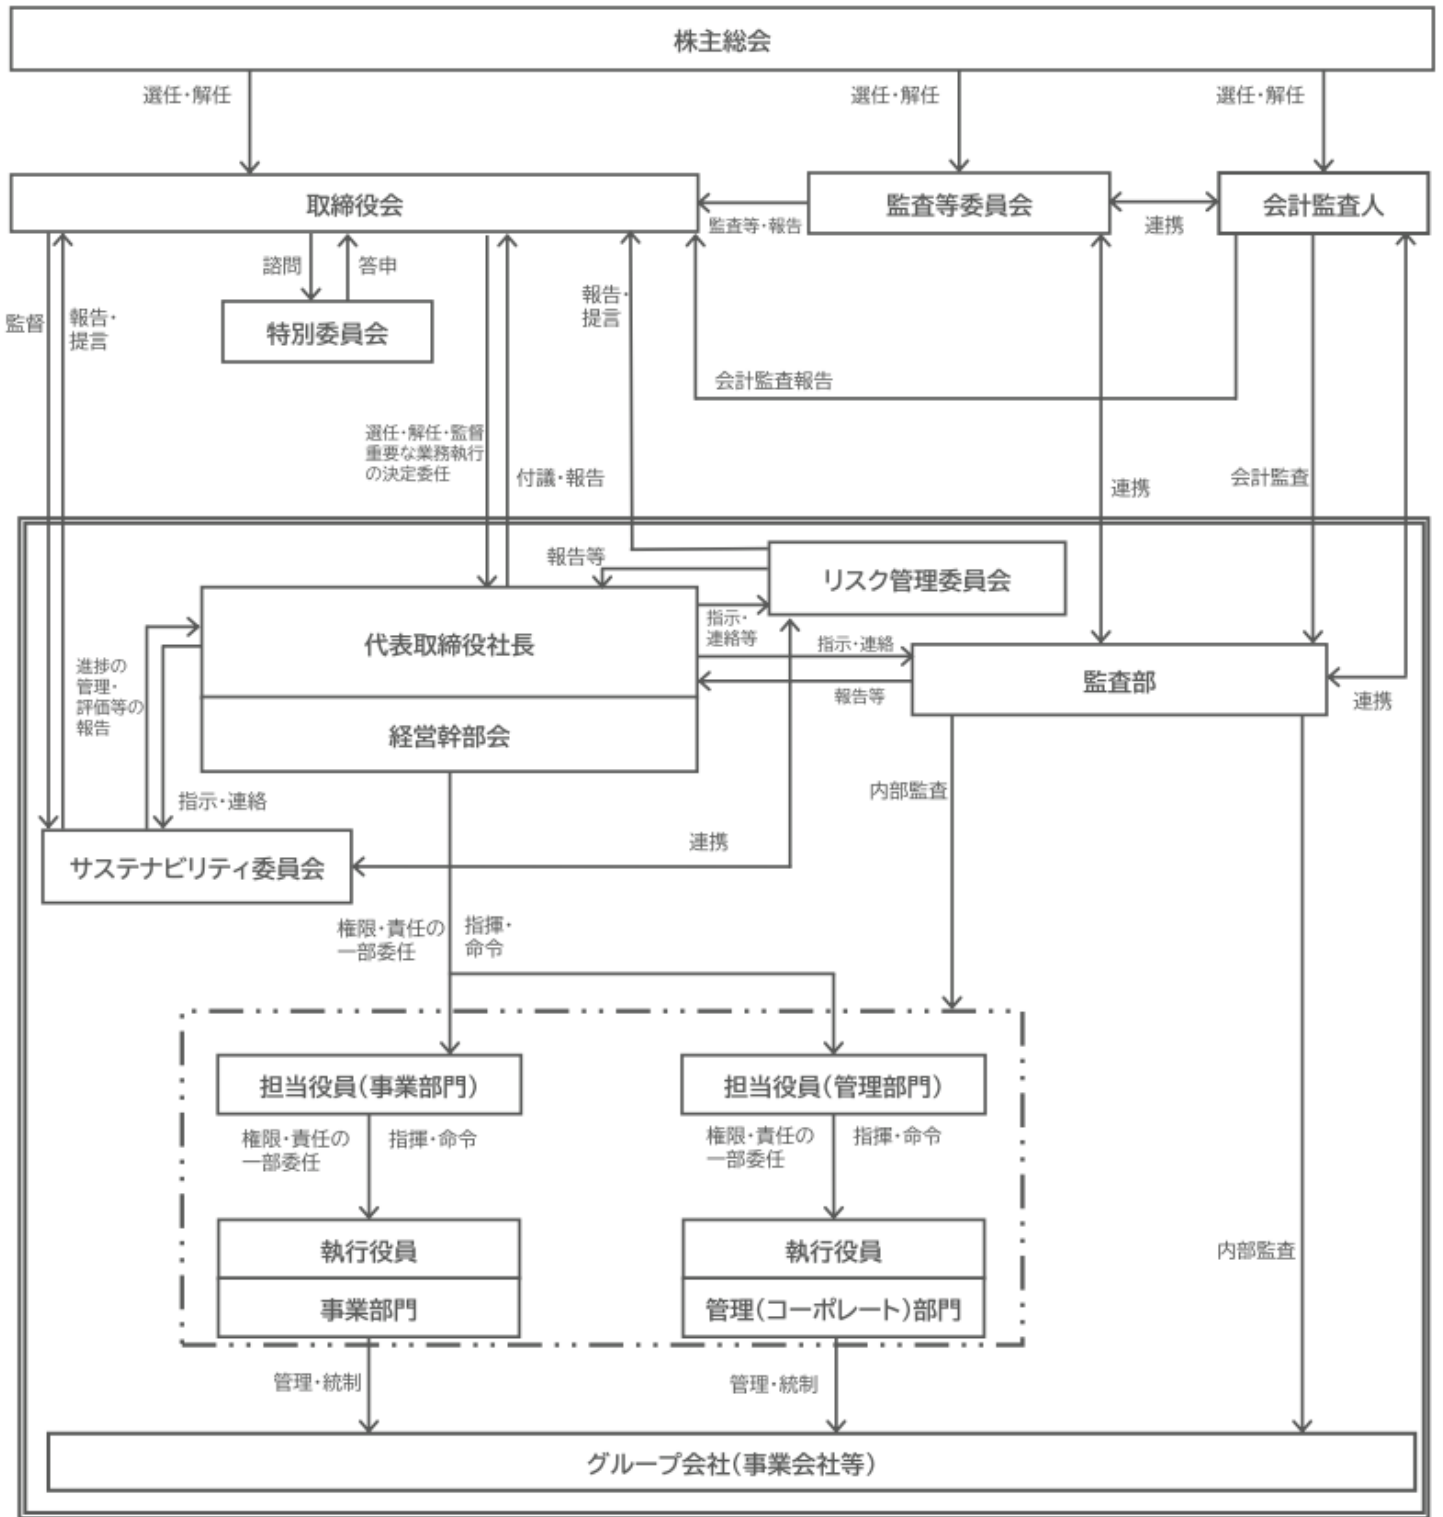 株主総会
選任・解任
選任・解任
選任・解任
取締役会
監査等委員会
会計監査人
監査等・報告
連携
諮問
答申
特別委員会
監督
報告・
提言
報告・
提言
会計監査報告
選任・解任・監督
重要な業務執行
の決定委任
付議・報告
連携
会計監査
報告等
リスク管理委員会
代表取締役社長
指示・
連絡等
指示・連絡
監査部
報告等
連携
進捗の
管理・
評価等の
報告
経営幹部会
指示・連絡
内部監査
連携
サステナビリティ委員会
権限・責任の
一部委任
指揮・
命令
担当役員(事業部門)
担当役員(管理部門)
権限・責任の
一部委任
指揮・命令
権限・責任の
一部委任
指揮・命令
執行役員
執行役員
内部監査
事業部門
管理(コーポレート)部門
管理・統制
管理・統制
グループ会社(事業会社等)